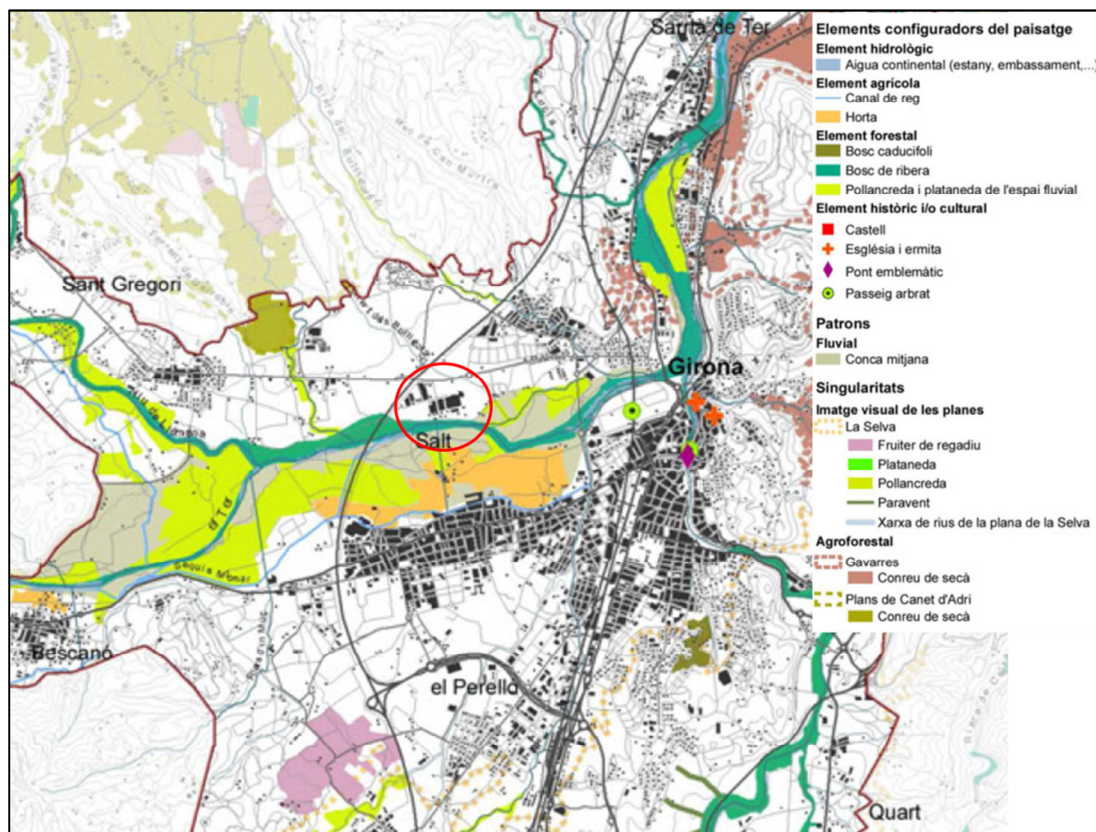 Sarrià de Ter
Sant Gregori
Girona
Salt
Riu de Llémena
el Ter
Sèquia Monar
Bescanó
el Perelló
Quart
Elements configuradors del paisatge
Element hidrològic
Aigua continental (estany, embassament,...)
Element agrícola
Canal de reg
Horta
Element forestal
Bosc caducifoli
Bosc de ribera
Pollancreda i plataneda de l'espai fluvial
Element històric i/o cultural
Castell
Església i ermita
Pont emblemàtic
Passeig arbrat
Patrons
Fluvial
Conca mitjana
Singularitats
Imatge visual de les planes
La Selva
Fruiter de regadiu
Plataneda
Pollancreda
Paravent
Xarxa de rius de la plana de la Selva
Agroforestal
Gavarres
Conreu de secà
Plans de Canet d'Adri
Conreu de secà